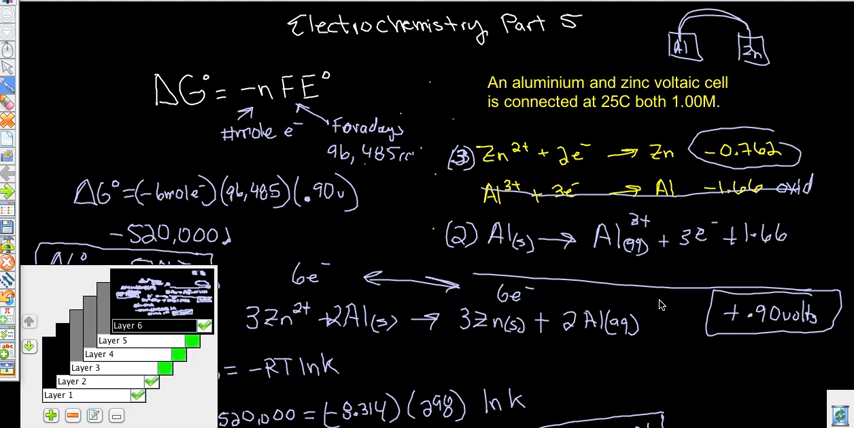 Electrochemistry, Part 5
Al Zn
ΔG° = -nFE°
#mole e⁻
Faradays
96,485
An aluminium and zinc voltaic cell
is connected at 25C both 1.00M.
(3) Zn²⁺ + 2e⁻ → Zn -0.762
Al³⁺ + 3e⁻ → Al -1.66 oxid
ΔG° = (-6mole⁻)(96,485)(.90v)
-520,000J
(2) Al(s) → Al(aq) + 3e⁻ +1.66
6e⁻
6e⁻
3Zn²⁺ + 2Al(s) → 3Zn(s) + 2Al(aq)
+.90volts
= -RT lnk
520,000 = (-8.314)(298) lnk
Layer 6
Layer 5
Layer 4
Layer 3
Layer 2
Layer 1